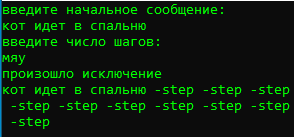 введите начальное сообщение:
кот идет в спальню
введите число шагов:
мяу
произошло исключение
кот идет в спальню -step -step -step
-step -step -step -step -step -step
-step